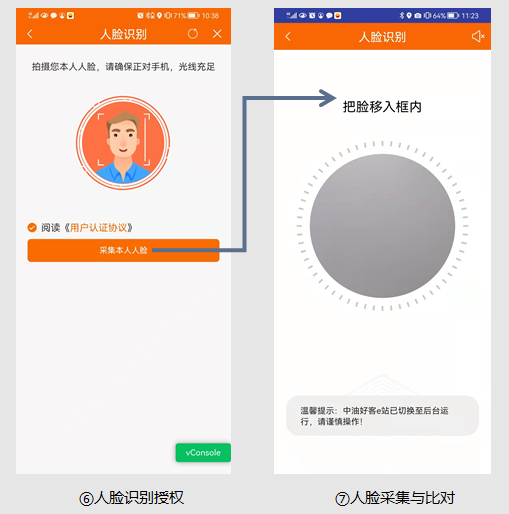 71% 10:38
人脸识别
拍摄您本人人脸，请确保正对手机，光线充足
阅读《用户认证协议》
采集本人人脸
vConsole
⑥人脸识别授权
64% 11:23
人脸识别
把脸移入框内
温馨提示：中油好客e站已切换至后台运
行，请谨慎操作！
⑦人脸采集与比对